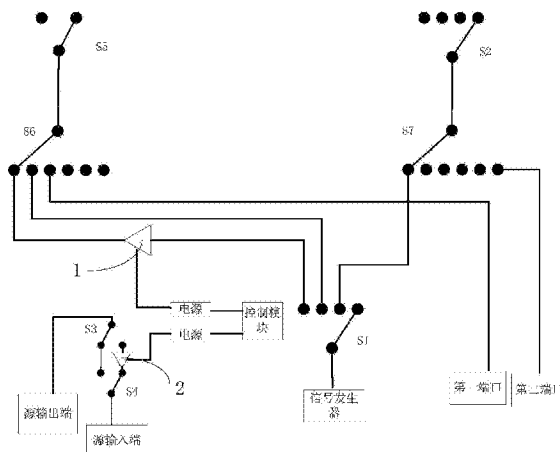 S5
S2
S6
S7
1
电源
控制模
块
电源
S3
S1
2
S4
第一端口
第二端口
源输出端
信号发生
器
源输入端